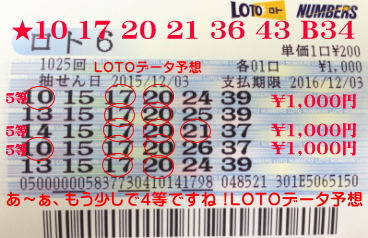 LOTO ロト NUMBERS
★10 17 20 21 36 43 B34
ロト6 単価1口¥200
1025回 LOTOデータ予想 各01口 ¥1,000
抽せん日 2015/12/03 支払期限 2016/12/03
5等 10 15 17 20 24 39 ¥1,000円
13 15 17 20 25 39
5等 14 15 17 20 21 37 ¥1,000円
5等 10 15 17 20 26 37 ¥1,000円
13 15 17 20 24 39
0500000005837730410141798 048521 301E5065150
あ～ぁ、もう少しで4等ですね!LOTOデータ予想